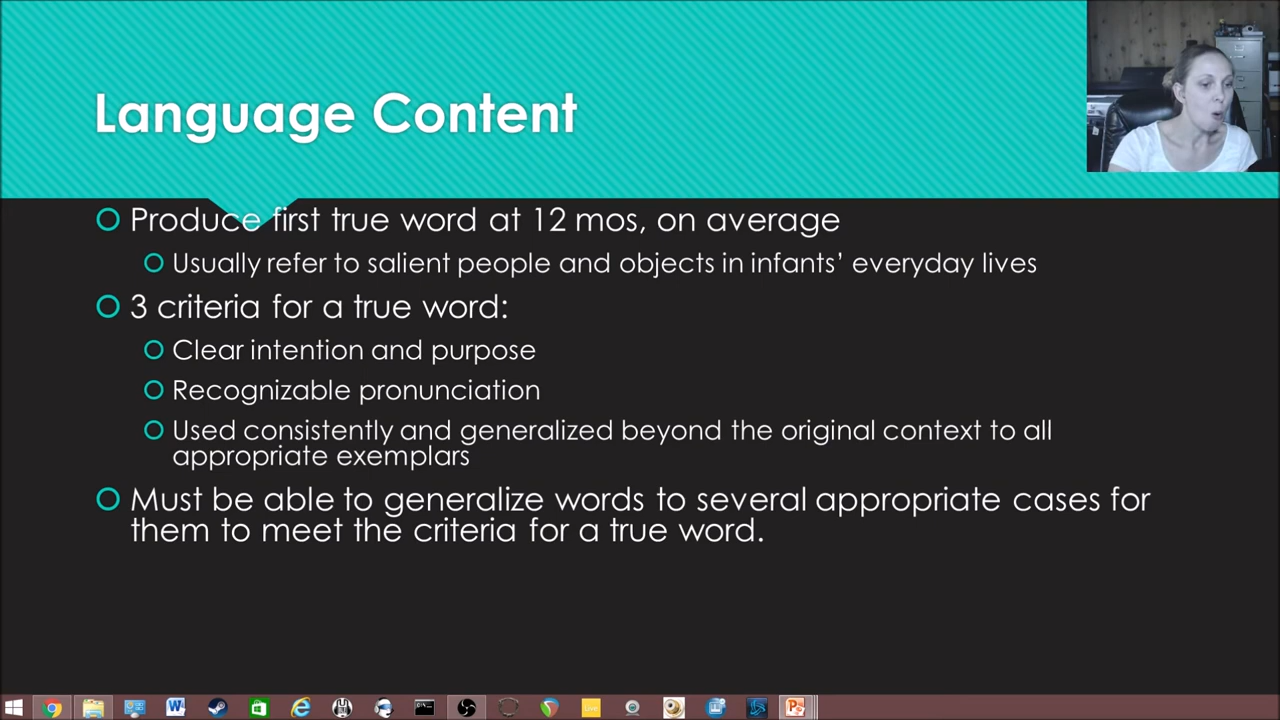 Language Content
Produce first true word at 12 mos, on average
Usually refer to salient people and objects in infants’ everyday lives
3 criteria for a true word:
Clear intention and purpose
Recognizable pronunciation
Used consistently and generalized beyond the original context to all
appropriate exemplars
Must be able to generalize words to several appropriate cases for
them to meet the criteria for a true word.